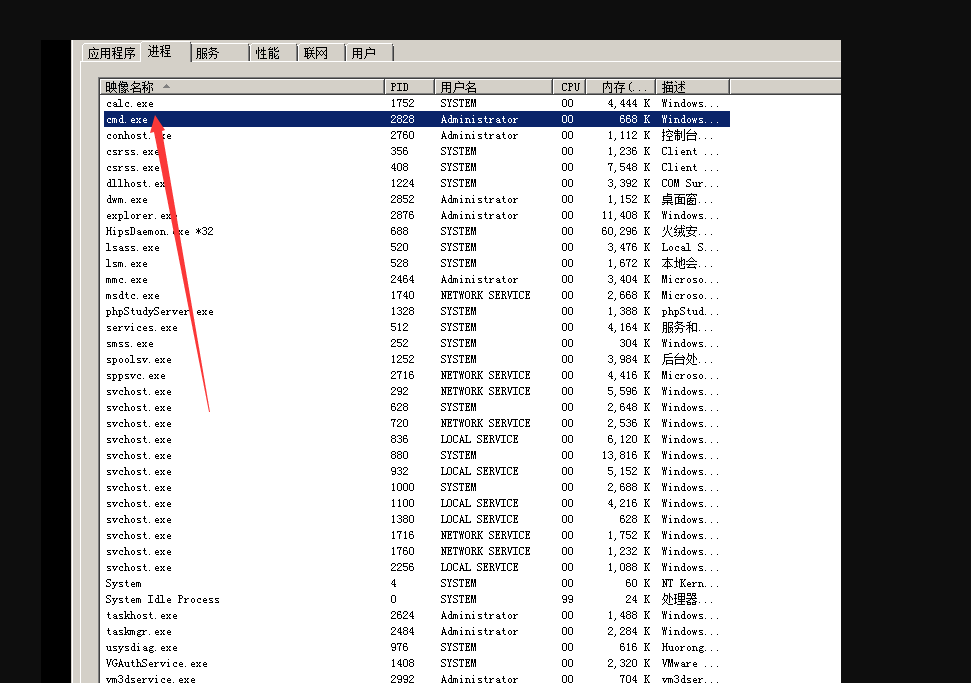 应用程序 进程 服务 性能 联网 用户
映像名称 PID 用户名 CPU 内存(... 描述
calc.exe 1752 SYSTEM 00 4,444 K Windows...
cmd.exe 2828 Administrator 00 668 K Windows...
conhost.exe 2760 Administrator 00 1,112 K 控制台...
csrss.exe 356 SYSTEM 00 1,236 K Client ...
csrss.exe 408 SYSTEM 00 7,548 K Client ...
dllhost.exe 1224 SYSTEM 00 3,392 K COM Sur...
dwm.exe 2852 Administrator 00 1,152 K 桌面窗...
explorer.exe 2876 Administrator 00 11,408 K Windows...
HipsDaemon.exe *32 688 SYSTEM 00 60,296 K 火绒安...
lsass.exe 520 SYSTEM 00 3,476 K Local S...
lsm.exe 528 SYSTEM 00 1,672 K 本地会...
mmc.exe 2464 Administrator 00 3,404 K Microso...
msdtc.exe 1740 NETWORK SERVICE 00 2,668 K Microso...
phpStudyServer.exe 1328 SYSTEM 00 1,388 K phpStud...
services.exe 512 SYSTEM 00 4,164 K 服务和...
smss.exe 252 SYSTEM 00 304 K Windows...
spoolsv.exe 1252 SYSTEM 00 3,984 K 后台处...
sppsvc.exe 2716 NETWORK SERVICE 00 4,416 K Microso...
svchost.exe 292 NETWORK SERVICE 00 5,596 K Windows...
svchost.exe 628 SYSTEM 00 2,648 K Windows...
svchost.exe 720 NETWORK SERVICE 00 2,536 K Windows...
svchost.exe 836 LOCAL SERVICE 00 6,120 K Windows...
svchost.exe 880 SYSTEM 00 13,816 K Windows...
svchost.exe 932 LOCAL SERVICE 00 5,152 K Windows...
svchost.exe 1000 SYSTEM 00 2,688 K Windows...
svchost.exe 1100 LOCAL SERVICE 00 4,216 K Windows...
svchost.exe 1380 LOCAL SERVICE 00 628 K Windows...
svchost.exe 1716 NETWORK SERVICE 00 1,752 K Windows...
svchost.exe 1760 NETWORK SERVICE 00 1,232 K Windows...
svchost.exe 2256 LOCAL SERVICE 00 1,088 K Windows...
System 4 SYSTEM 00 60 K NT Kern...
System Idle Process 0 SYSTEM 99 24 K 处理器...
taskhost.exe 2624 Administrator 00 1,488 K Windows...
taskmgr.exe 2484 Administrator 00 2,284 K Windows...
usysdiag.exe 976 SYSTEM 00 616 K Huorong...
VGAuthService.exe 1408 SYSTEM 00 2,320 K VMware ...
vm3dservice.exe 2992 Administrator 00 704 K vm3dser...